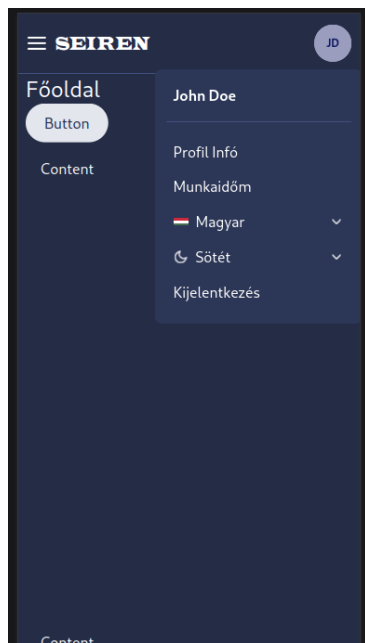 SEIREN
JD
Főoldal
Button
Content
John Doe
Profil Infó
Munkaidőm
Magyar
Sötét
Kijelentkezés
Content